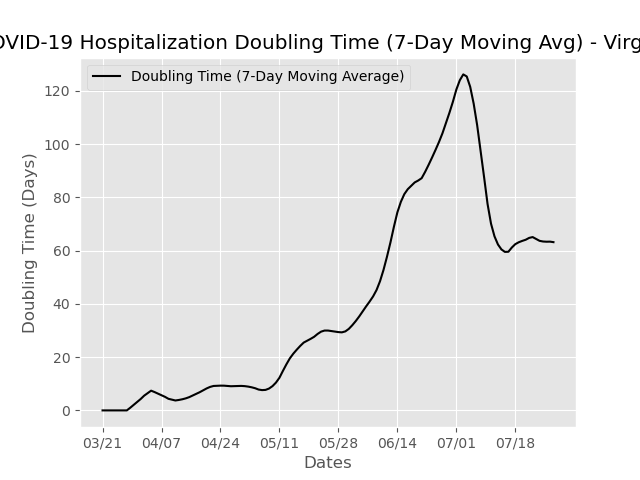 OVID-19 Hospitalization Doubling Time (7-Day Moving Avg) - Virg
Doubling Time (7-Day Moving Average)
Doubling Time (Days)
120
100
80
60
40
20
0
03/21 04/07 04/24 05/11 05/28 06/14 07/01 07/18
Dates